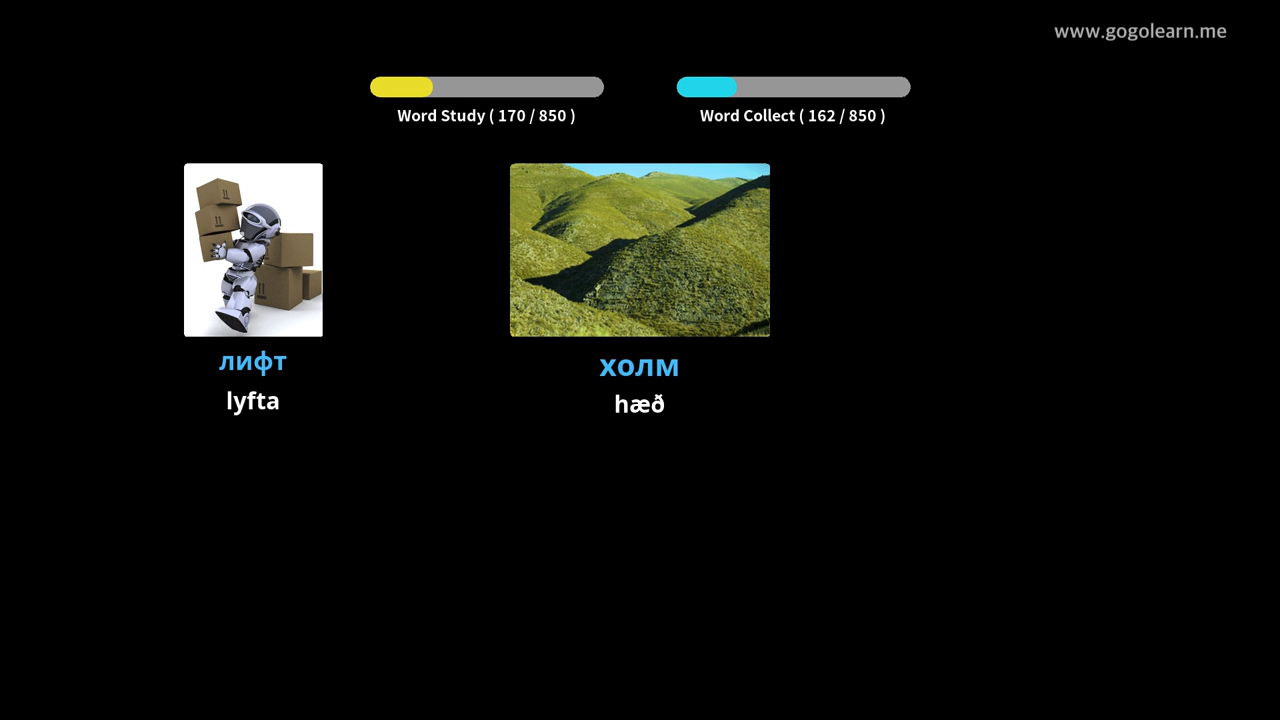 www.gogolearn.me
Word Study ( 170 / 850 )
Word Collect ( 162 / 850 )
лифт
lyfta
холм
hæð